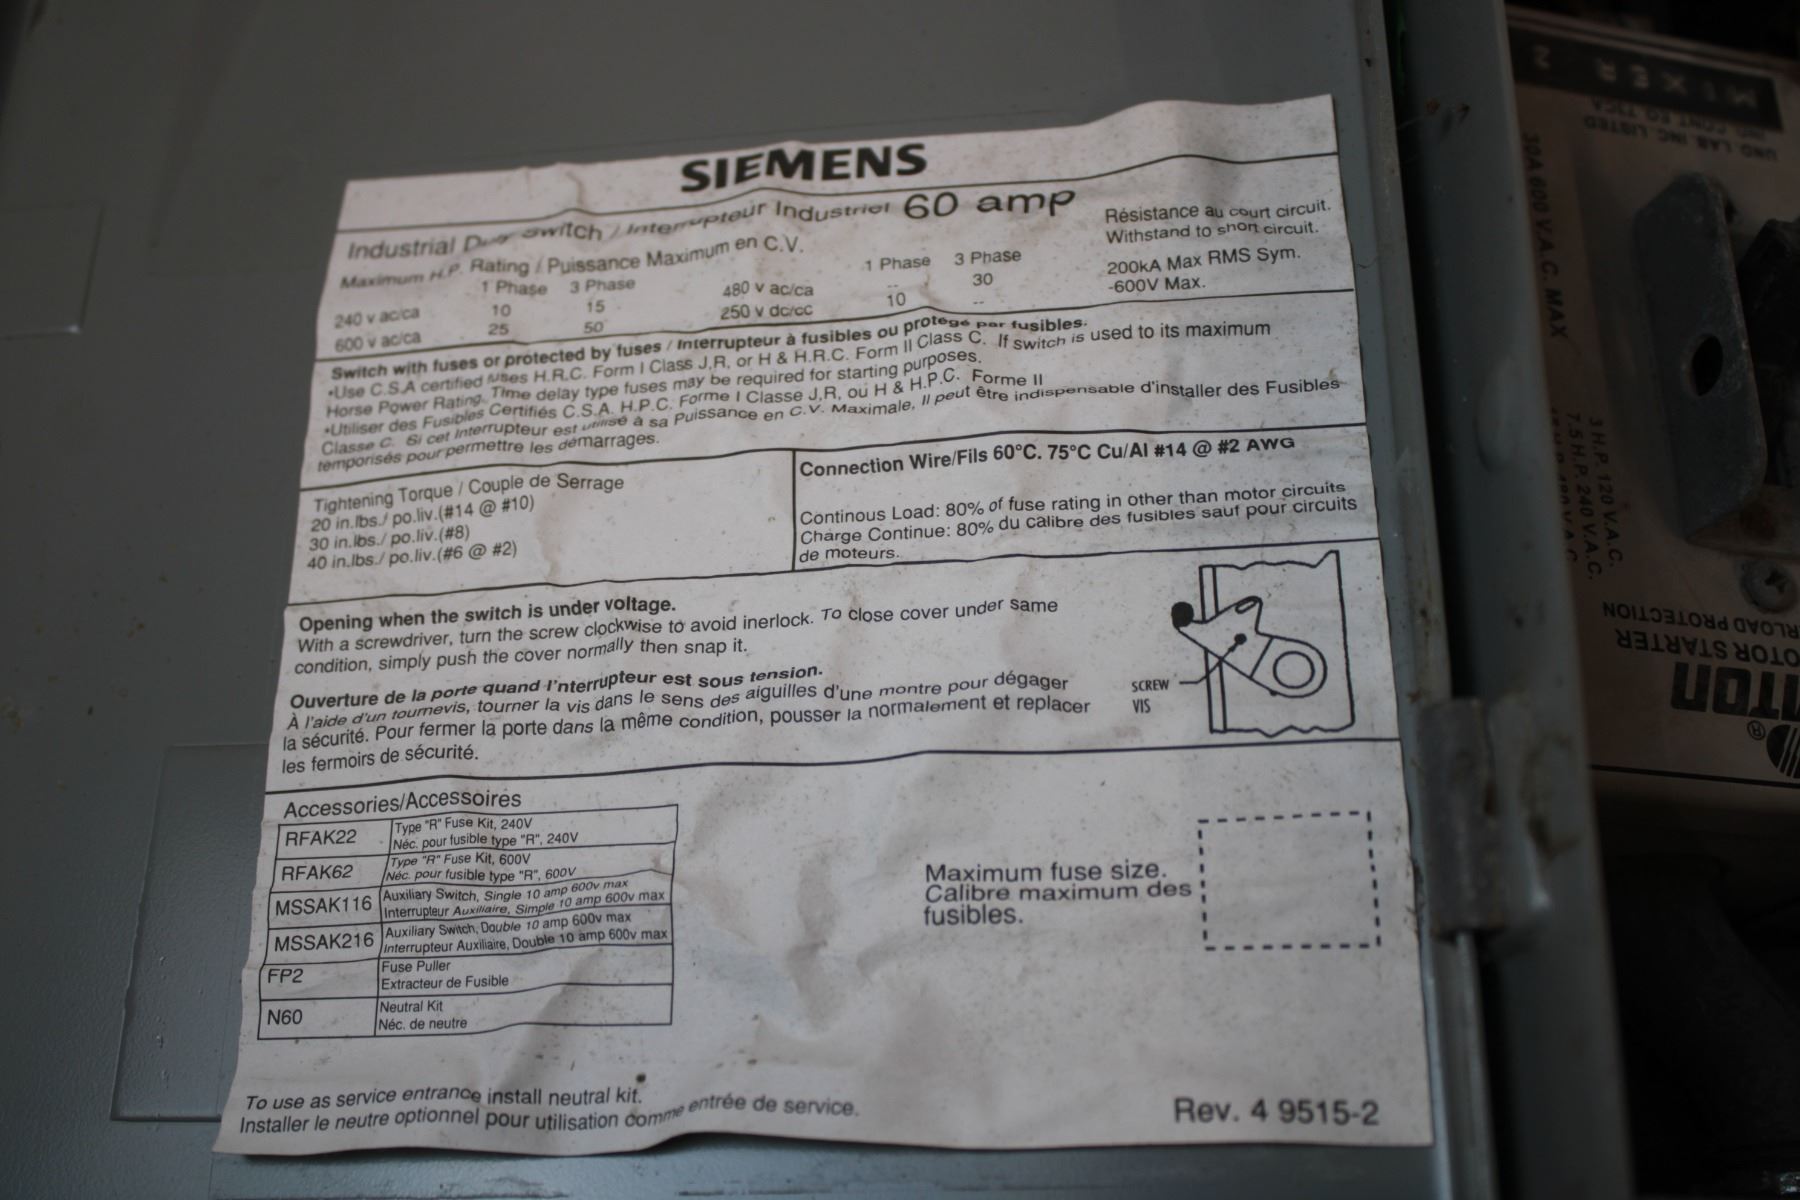 SIEMENS
Industrial Duty Switch / Interrupteur Industriel 60 amp
Maximum H.P. Rating / Puissance Maximum en C.V.
1 Phase 3 Phase
240 v ac/ca 10 15
600 v ac/ca 25 50
1 Phase 3 Phase
480 v ac/ca -- 30
250 v dc/cc 10 --
Résistance au court circuit.
Withstand to short circuit.
200kA Max RMS Sym.
-600V Max.
Switch with fuses or protected by fuses / Interrupteur à fusibles ou protégé par fusibles.
•Use C.S.A certified fuses H.R.C. Form I Class J,R, or H & H.R.C. Form II Class C. If switch is used to its maximum
Horse Power Rating. Time delay type fuses may be required for starting purposes.
•Utiliser des Fusibles Certifiés C.S.A. H.P.C. Forme I Classe J,R, ou H & H.P.C. Forme II
Classe C. Si cet Interrupteur est utilisé à sa Puissance en C.V. Maximale, Il peut être indispensable d'installer des Fusibles
temporisés pour permettre les démarrages.
Tightening Torque / Couple de Serrage
20 in.lbs./ po.liv.(#14 @ #10)
30 in.lbs./ po.liv.(#8)
40 in.lbs./ po.liv.(#6 @ #2)
Connection Wire/Fils 60°C. 75°C Cu/Al #14 @ #2 AWG
Continous Load: 80% of fuse rating in other than motor circuits
Charge Continue: 80% du calibre des fusibles sauf pour circuits
de moteurs.
Opening when the switch is under voltage.
With a screwdriver, turn the screw clockwise to avoid inerlock. To close cover under same
condition, simply push the cover normally then snap it.
Ouverture de la porte quand l'nterrupteur est sous tension.
À l'aide d'un tournevis, tourner la vis dans le sens des aiguilles d'une montre pour dégager
la sécurité. Pour fermer la porte dans la même condition, pousser la normalement et replacer
les fermoirs de sécurité.
SCREW
VIS
Accessories/Accessoires
RFAK22 Type "R" Fuse Kit, 240V
Néc. pour fusible type "R", 240V
RFAK62 Type "R" Fuse Kit, 600V
Néc. pour fusible type "R", 600V
MSSAK116 Auxiliary Switch, Single 10 amp 600v max
Interrupteur Auxiliaire, Simple 10 amp 600v max
MSSAK216 Auxiliary Switch, Double 10 amp 600v max
Interrupteur Auxiliaire, Double 10 amp 600v max
FP2 Fuse Puller
Extracteur de Fusible
N60 Neutral Kit
Néc. de neutre
Maximum fuse size.
Calibre maximum des
fusibles.
To use as service entrance install neutral kit.
Installer le neutre optionnel pour utilisation comme entrée de service.
Rev. 4 9515-2
MIXER
UND LAB INC LISTED
30A 600 V.A.C. MAX
3 H.P. 120 V.A.C.
7.5 H.P. 240 V.A.C.
PROTECTION
STARTER